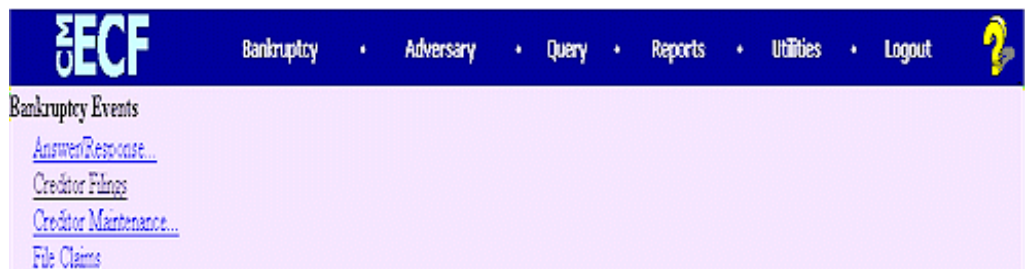 CM ECF Bankruptcy • Adversary • Query • Reports • Utilities • Logout ?
Bankruptcy Events
Answer/Response...
Creditor Filings
Creditor Maintenance...
File Claims